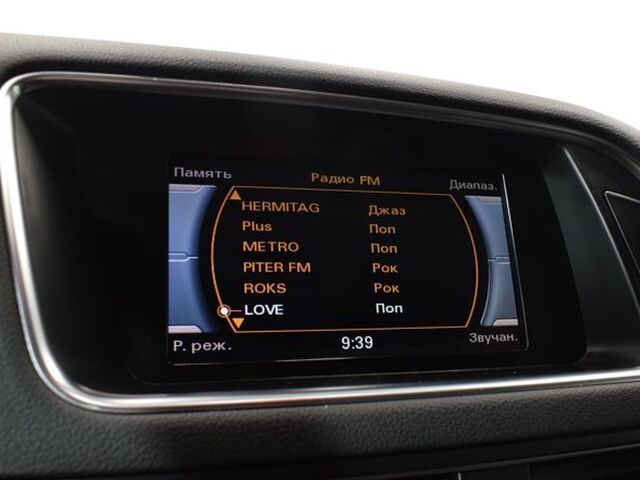 Память Радио FM Диапаз.
HERMITAG Джаз
Plus Поп
METRO Поп
PITER FM Рок
ROKS Рок
LOVE Поп
Р. реж. 9:39 Звучан.